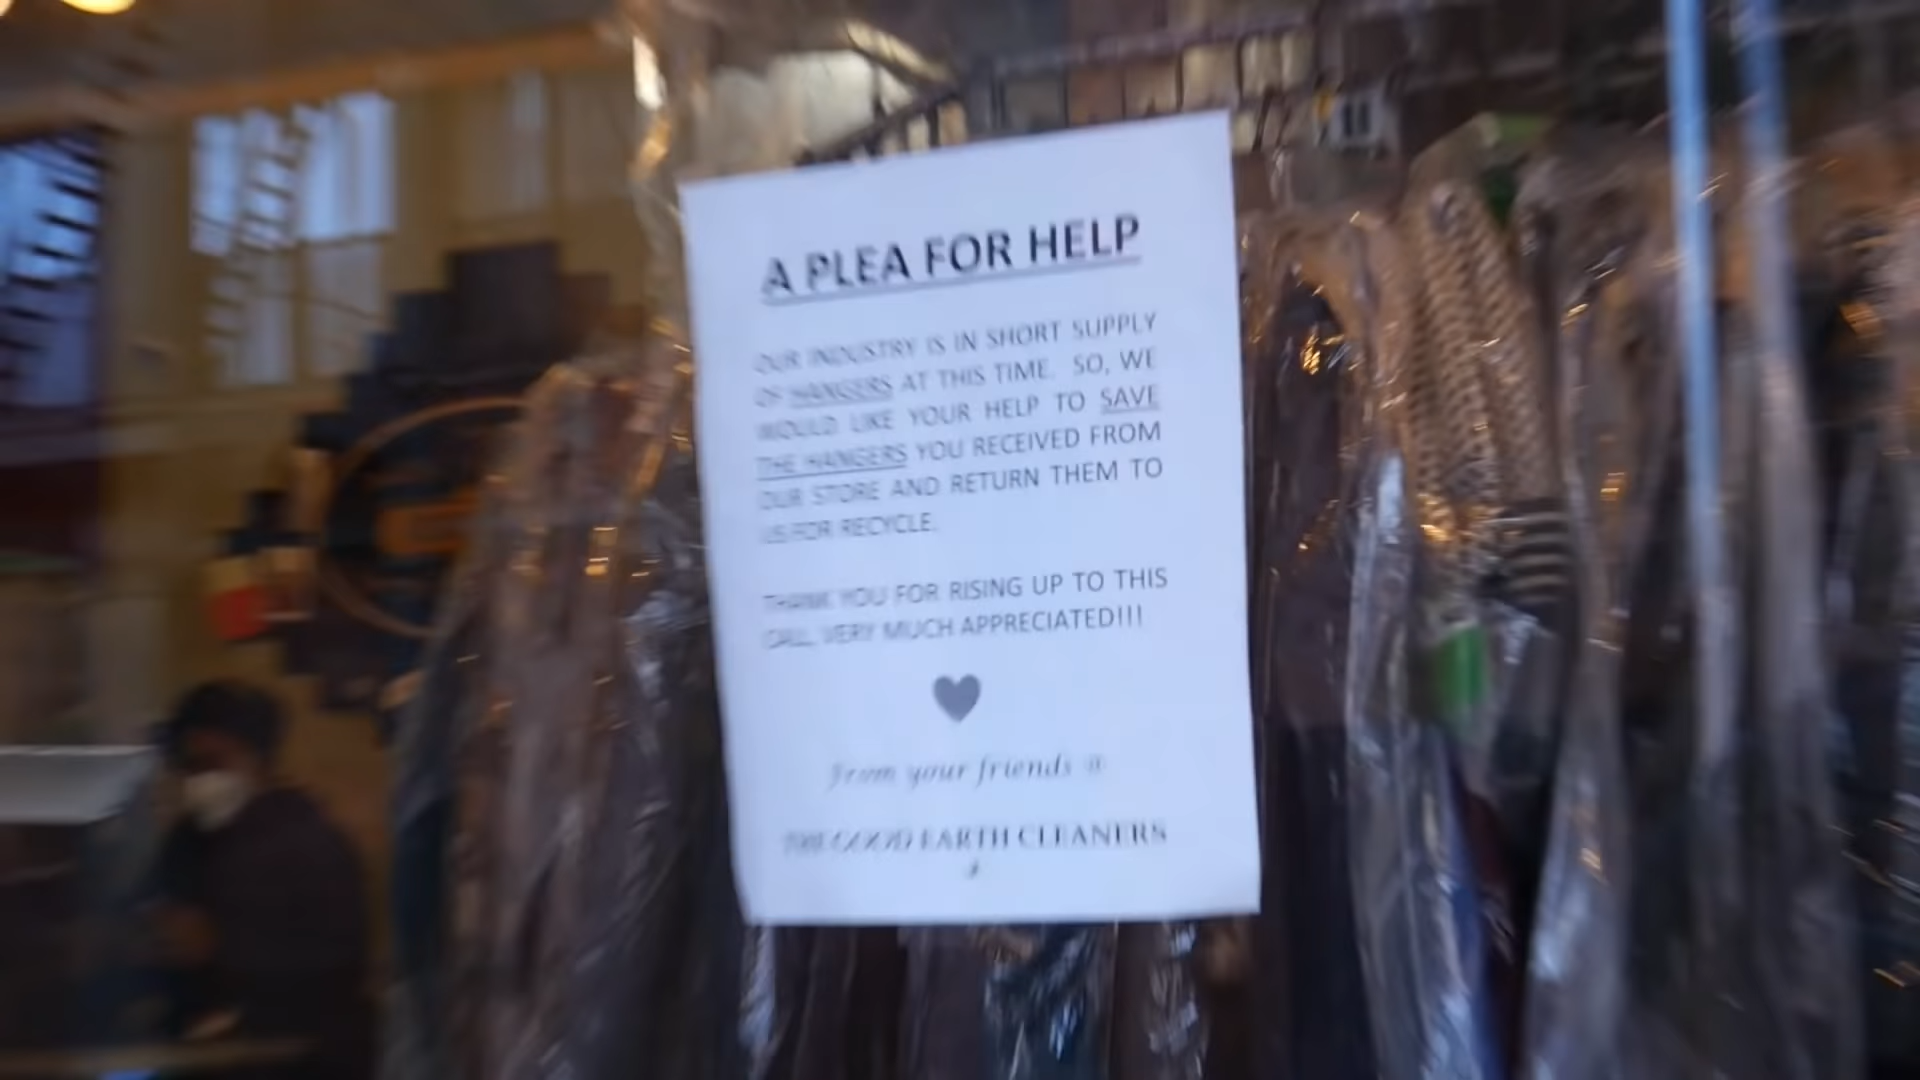 A PLEA FOR HELP
OUR INDUSTRY IS IN SHORT SUPPLY
OF HANGERS AT THIS TIME. SO, WE
WOULD LIKE YOUR HELP TO SAVE
THE HANGERS YOU RECEIVED FROM
OUR STORE AND RETURN THEM TO
US FOR RECYCLE.
THANK YOU FOR RISING UP TO THIS
CALL, VERY MUCH APPRECIATED!!!
From your friends @
THE GOOD EARTH CLEANERS